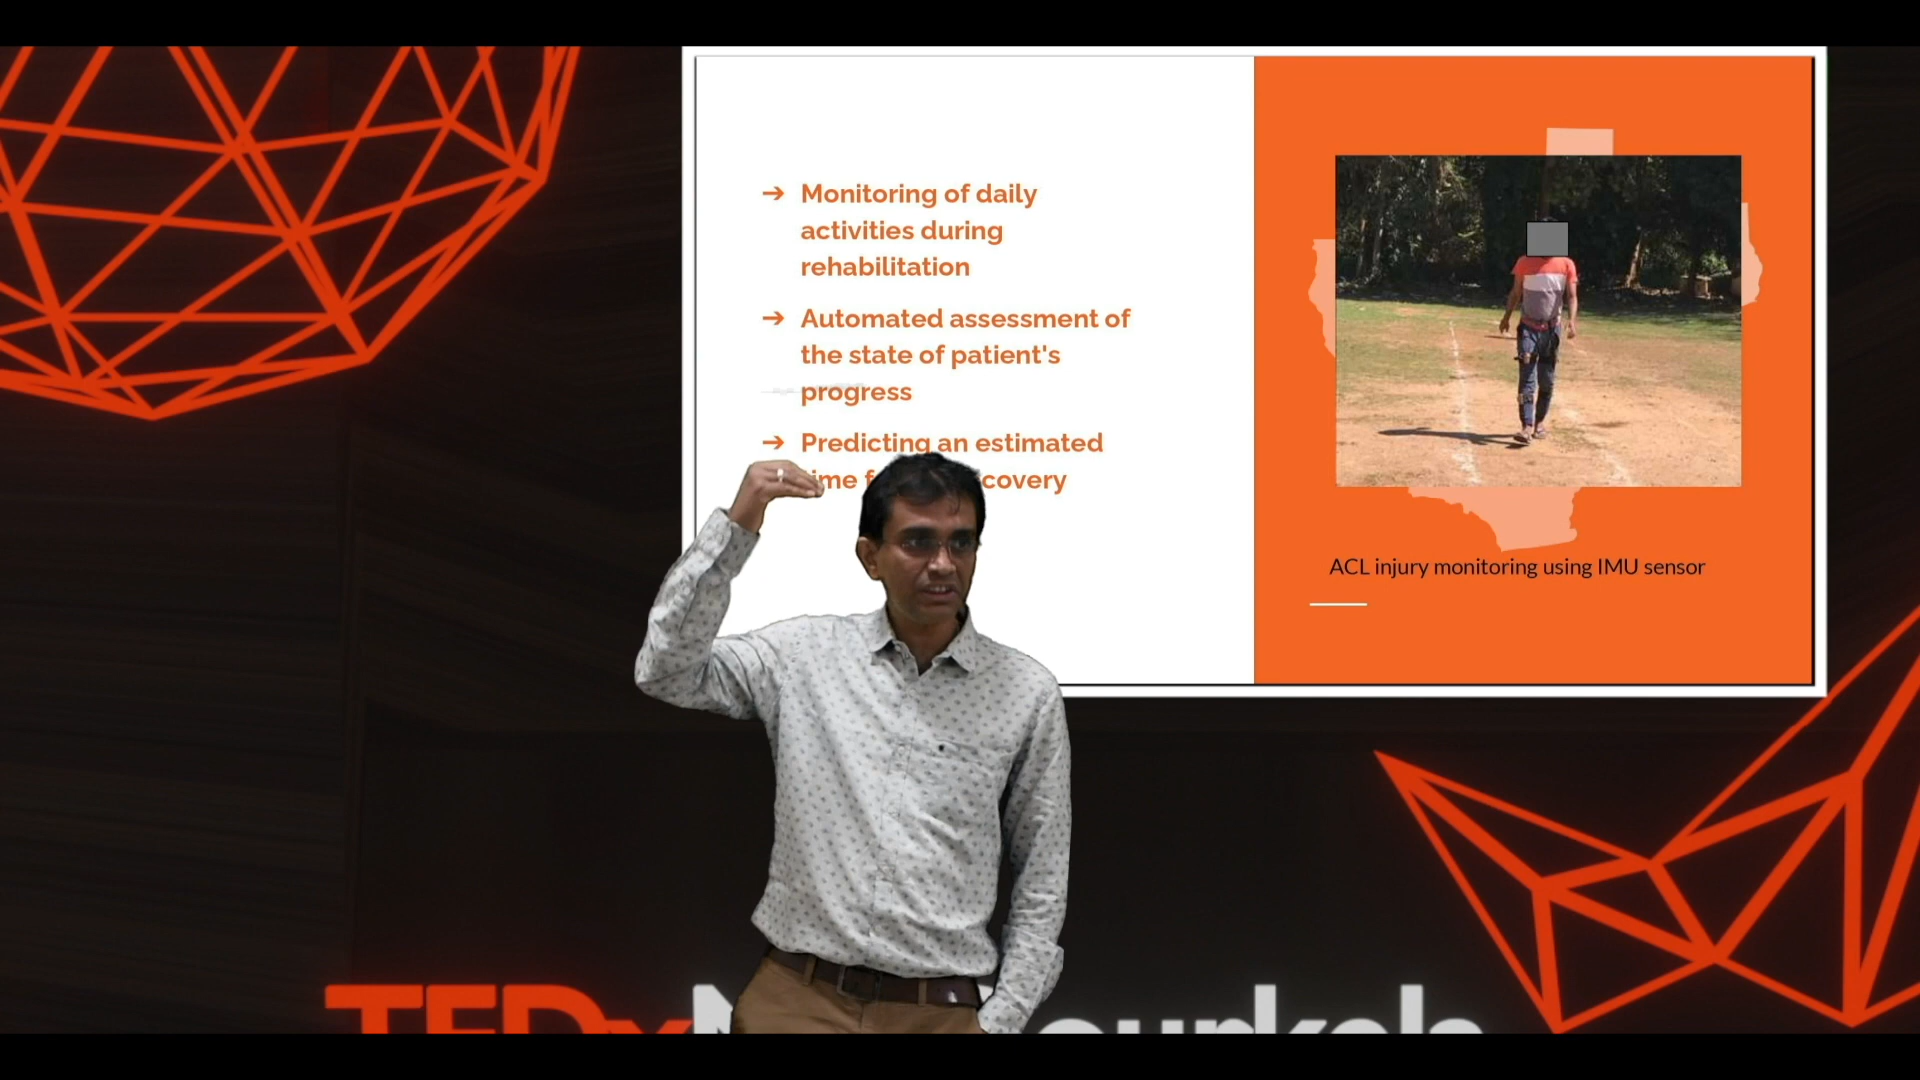 ➔ Monitoring of daily
activities during
rehabilitation
➔ Automated assessment of
the state of patient's
progress
➔ Predicting an estimated
ACL injury monitoring using IMU sensor
TEDx